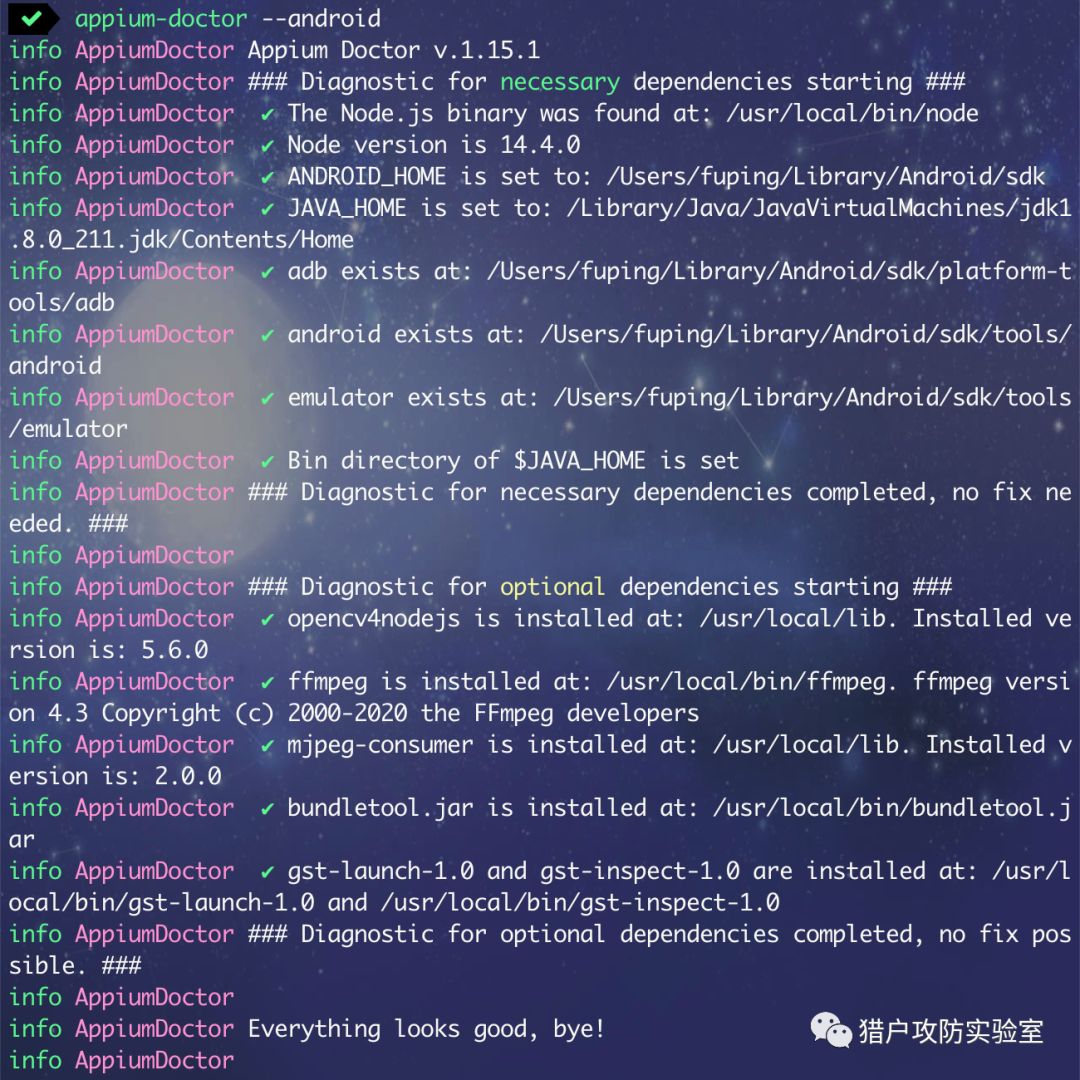 ✔ appium-doctor --android
info AppiumDoctor Appium Doctor v.1.15.1
info AppiumDoctor ### Diagnostic for necessary dependencies starting ###
info AppiumDoctor  ✔ The Node.js binary was found at: /usr/local/bin/node
info AppiumDoctor  ✔ Node version is 14.4.0
info AppiumDoctor  ✔ ANDROID_HOME is set to: /Users/fuping/Library/Android/sdk
info AppiumDoctor  ✔ JAVA_HOME is set to: /Library/Java/JavaVirtualMachines/jdk1
.8.0_211.jdk/Contents/Home
info AppiumDoctor  ✔ adb exists at: /Users/fuping/Library/Android/sdk/platform-t
ools/adb
info AppiumDoctor  ✔ android exists at: /Users/fuping/Library/Android/sdk/tools/
android
info AppiumDoctor  ✔ emulator exists at: /Users/fuping/Library/Android/sdk/tools
/emulator
info AppiumDoctor  ✔ Bin directory of $JAVA_HOME is set
info AppiumDoctor ### Diagnostic for necessary dependencies completed, no fix ne
eded. ###
info AppiumDoctor
info AppiumDoctor ### Diagnostic for optional dependencies starting ###
info AppiumDoctor  ✔ opencv4nodejs is installed at: /usr/local/lib. Installed ve
rsion is: 5.6.0
info AppiumDoctor  ✔ ffmpeg is installed at: /usr/local/bin/ffmpeg. ffmpeg versi
on 4.3 Copyright (c) 2000-2020 the FFmpeg developers
info AppiumDoctor  ✔ mjpeg-consumer is installed at: /usr/local/lib. Installed v
ersion is: 2.0.0
info AppiumDoctor  ✔ bundletool.jar is installed at: /usr/local/bin/bundletool.j
ar
info AppiumDoctor  ✔ gst-launch-1.0 and gst-inspect-1.0 are installed at: /usr/l
ocal/bin/gst-launch-1.0 and /usr/local/bin/gst-inspect-1.0
info AppiumDoctor ### Diagnostic for optional dependencies completed, no fix pos
sible. ###
info AppiumDoctor
info AppiumDoctor Everything looks good, bye!
info AppiumDoctor
猎户攻防实验室